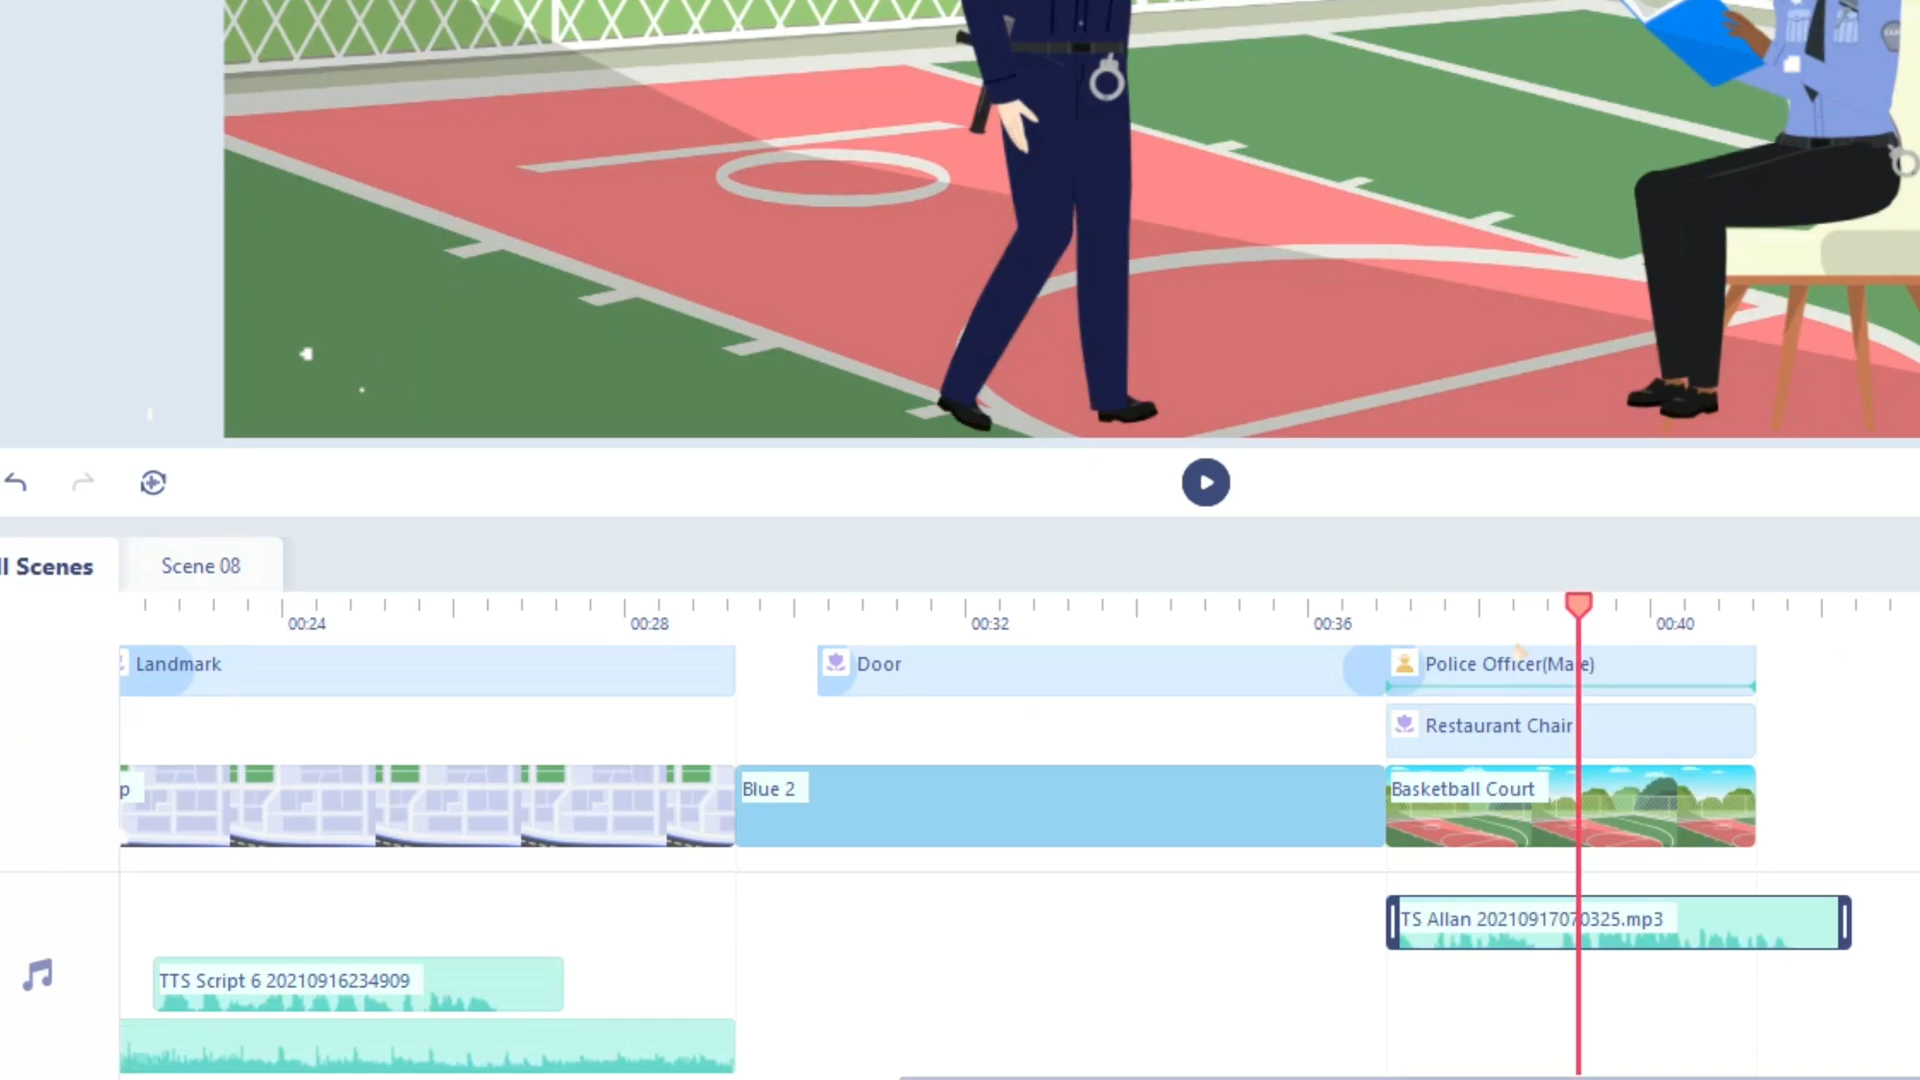 ll Scenes
Scene 08
00:24
00:28
00:32
00:36
00:40
Landmark
Door
Police Officer(Male)
Restaurant Chair
p
Blue 2
Basketball Court
TS Allan 20210917070325.mp3
TTS Script 6 20210916234909